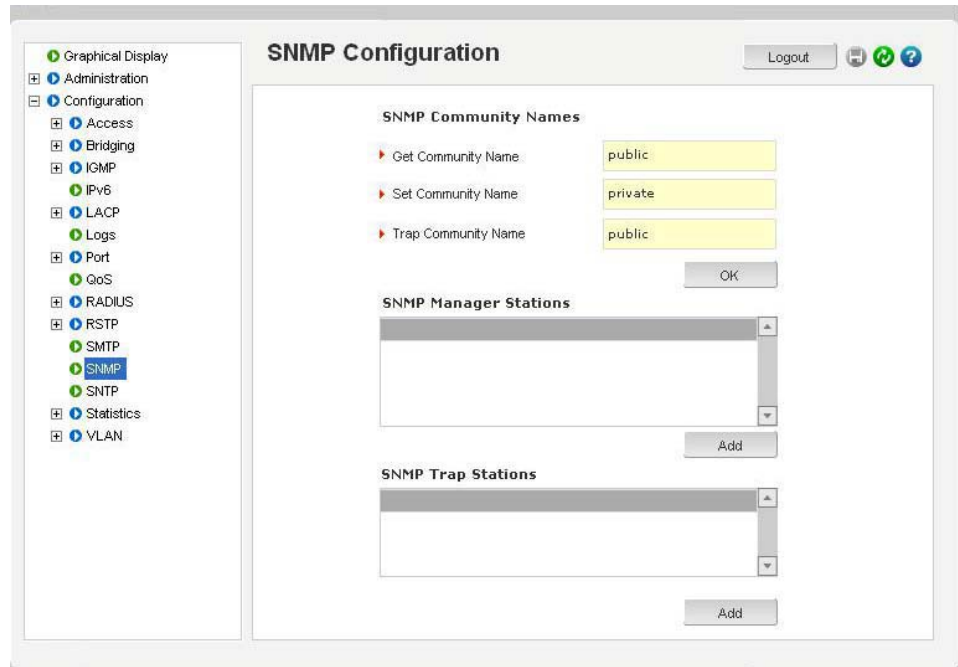 Graphical Display
Administration
Configuration
Access
Bridging
IGMP
IPv6
LACP
Logs
Port
QoS
RADIUS
RSTP
SMTP
SNMP
SNTP
Statistics
VLAN
SNMP Configuration
Logout
?
SNMP Community Names
Get Community Name public
Set Community Name private
Trap Community Name public
OK
SNMP Manager Stations
Add
SNMP Trap Stations
Add